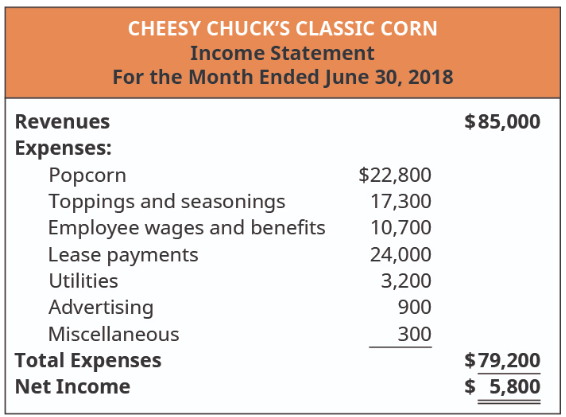 CHEESY CHUCK’S CLASSIC CORN
Income Statement
For the Month Ended June 30, 2018
Revenues $85,000
Expenses:
Popcorn $22,800
Toppings and seasonings 17,300
Employee wages and benefits 10,700
Lease payments 24,000
Utilities 3,200
Advertising 900
Miscellaneous 300
Total Expenses $79,200
Net Income $ 5,800